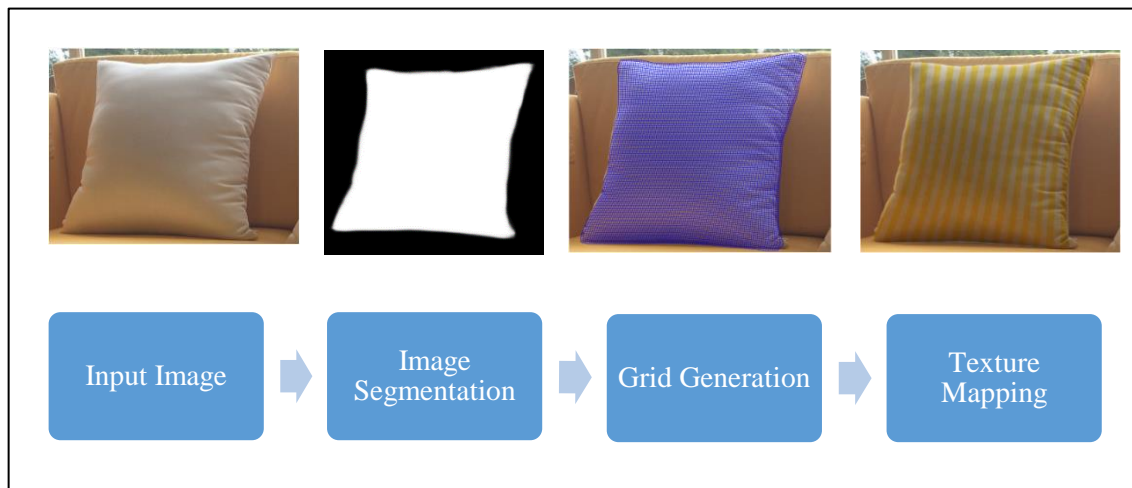 Input Image
Image
Segmentation
Grid Generation
Texture
Mapping